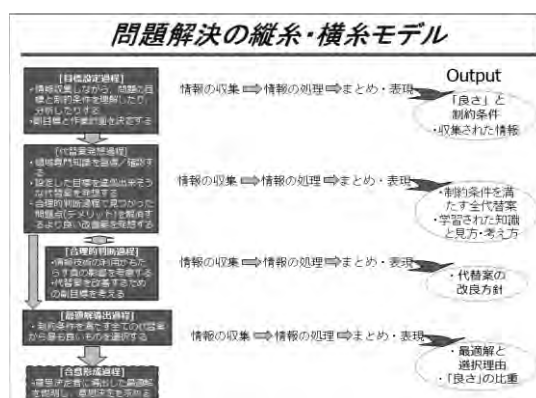 問題解決の縦糸・横糸モデル
[目標設定過程]
・情報収集しながら、問題の目
標と制約条件を理解したり、
分析したりする
・副目標と作業計画を決定する
情報の収集⇒情報の処理⇒まとめ・表現
Output
「良さ」と
制約条件
・収集された情報
[代替案発想過程]
・領域専門知識を習得/確認す
る
・設定した目標を達成出来そう
な代替案を発想する
・合理的判断過程で見つかった
問題点(デメリット)を解消す
るより良い改善案を発想する
情報の収集⇒情報の処理⇒まとめ・表現
・制約条件を満
たす全代替案
・学習された知識
と見方・考え方
[合理的判断過程]
・情報技術の利用がもた
らす負の影響を考慮する
・代替案を改善するため
の副目標を考える
情報の収集⇒情報の処理⇒まとめ・表現
・代替案の
改良方針
[最適解導出過程]
・制約条件を満たす全ての代替案
から最も良いものを選択する
情報の収集⇒情報の処理⇒まとめ・表現
・最適解と
選択理由
・「良さ」の比重
[合意形成過程]